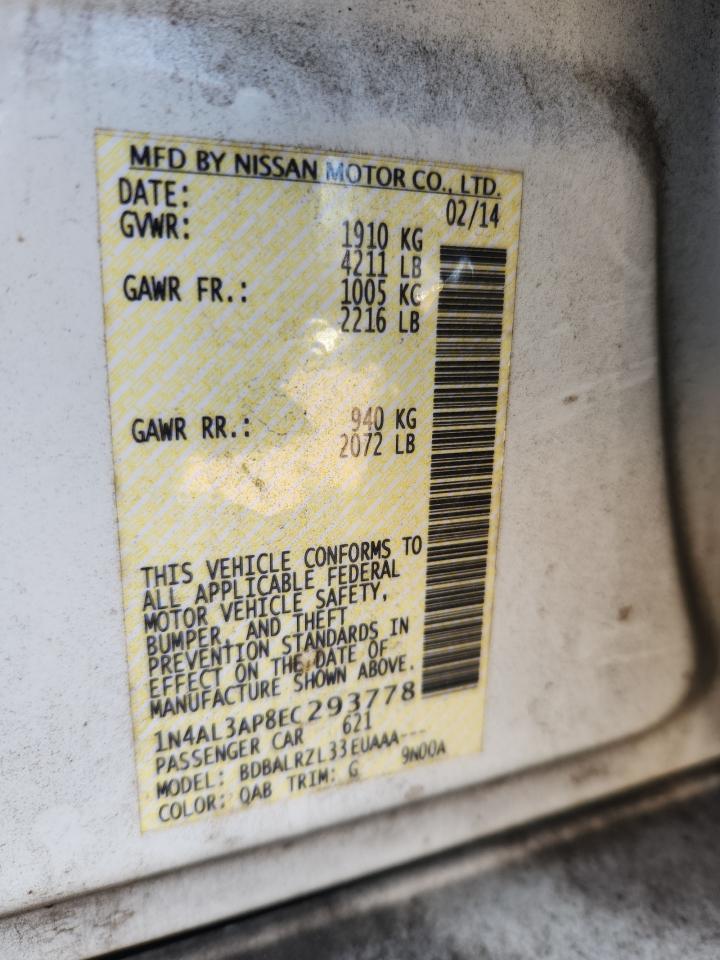 MFD BY NISSAN MOTOR CO., LTD.
DATE: 02/14
GVWR: 1910 KG
4211 LB
GAWR FR.: 1005 KG
2216 LB
GAWR RR.: 940 KG
2072 LB
THIS VEHICLE CONFORMS TO
ALL APPLICABLE FEDERAL
MOTOR VEHICLE SAFETY,
BUMPER, AND THEFT
PREVENTION STANDARDS IN
EFFECT ON THE DATE OF
MANUFACTURE SHOWN ABOVE.
1N4AL3AP8EC293778
PASSENGER CAR 621
MODEL: BDBALRZL33EUAAA---
COLOR: QAB TRIM: G 9N00A